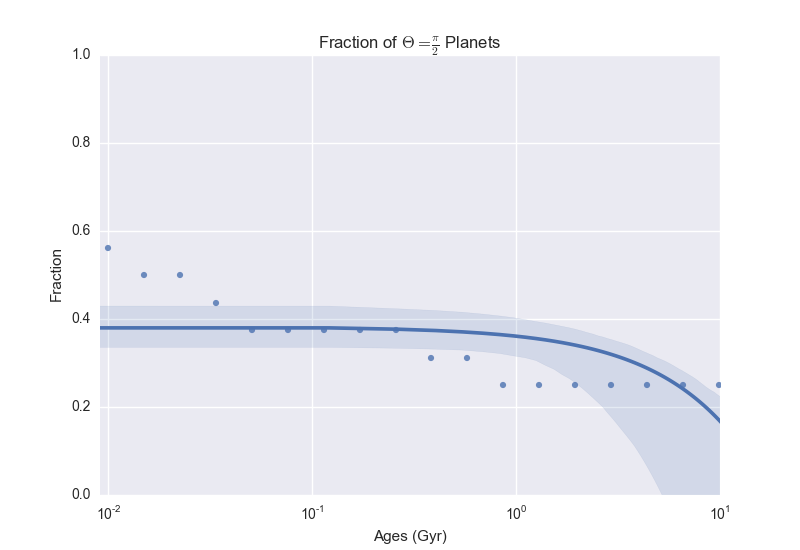 Fraction of Θ = π/2 Planets
1.0
0.8
0.6
0.4
0.2
0.0
Fraction
10⁻² 10⁻¹ 10⁰ 10¹
Ages (Gyr)